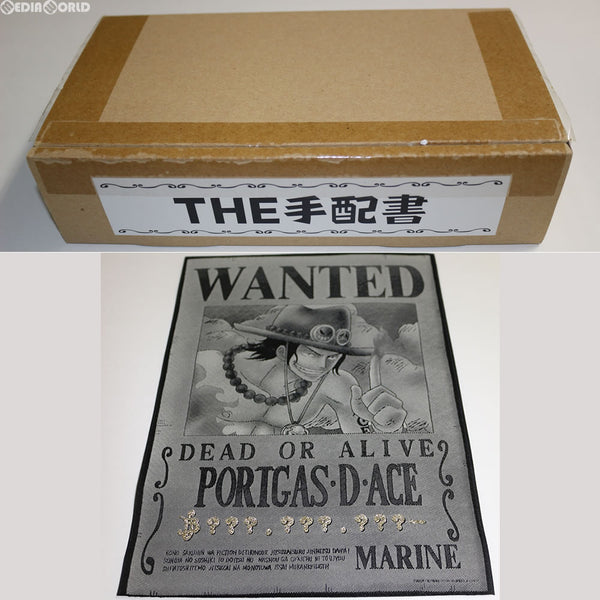 MEDIAWORLD
THE手配書
WANTED
DEAD OR ALIVE
PORTGAS·D·ACE
฿???.???.???-
MARINE